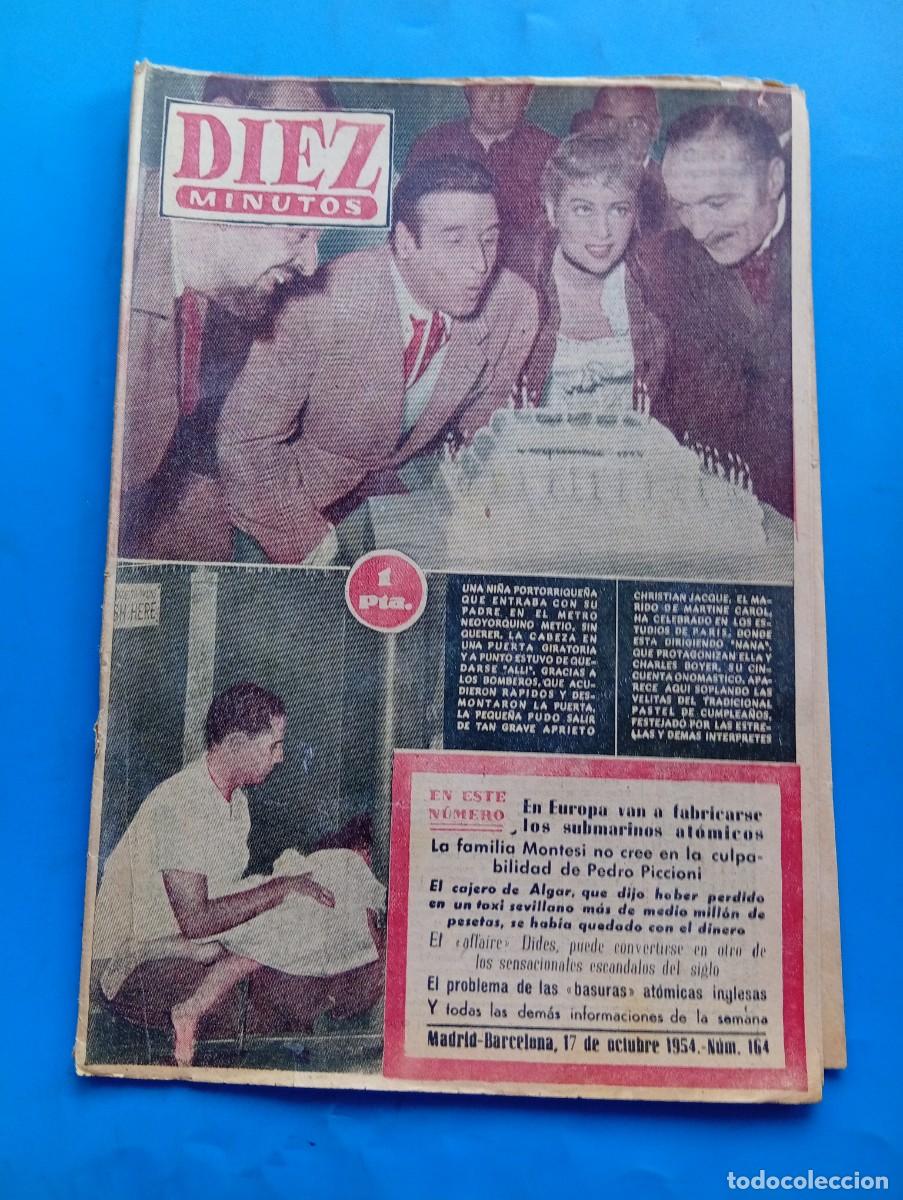 DIEZ
MINUTOS
1
Pta.
HERE
UNA NIÑA PORTORRIQUEÑA
QUE ENTRABA CON SU
PADRE EN EL METRO
NEOYORQUINO METIO, SIN
QUERER, LA CABEZA EN
UNA PUERTA GIRATORIA
Y A PUNTO ESTUVO DE QUE-
DARSE "ALLI". GRACIAS A
LOS BOMBEROS, QUE ACU-
DIERON RAPIDOS Y DES-
MONTARON LA PUERTA,
LA PEQUEÑA PUDO SALIR
DE TAN GRAVE APRIETO
CHRISTIAN JACQUE, EL MA-
RIDO DE MARTINE CAROL,
HA CELEBRADO EN LOS ES-
TUDIOS DE PARIS, DONDE
ESTA DIRIGIENDO "NANA",
QUE PROTAGONIZAN ELLA Y
CHARLES BOYER, SU CIN-
CUENTA ONOMASTICO. APA-
RECE AQUI SOPLANDO LAS
VELITAS DEL TRADICIONAL
PASTEL DE CUMPLEAÑOS,
FESTEJADO POR LAS ESTRE-
LLAS Y DEMAS INTERPRETES
EN ESTE
NÚMERO
En Europa van a fabricarse
los submarinos atómicos
La familia Montesi no cree en la culpa-
bilidad de Pedro Piccioni
El cajero de Algar, que dijo haber perdido
en un taxi sevillano más de medio millón de
pesetas, se había quedado con el dinero
El «affaire» Dides, puede convertirse en otro de
los sensacionales escandalos del siglo
El problema de las «basuras» atómicas inglesas
Y todas las demás informaciones de la semana
Madrid-Barcelona, 17 de octubre 1954.-Núm. 164
todocoleccion